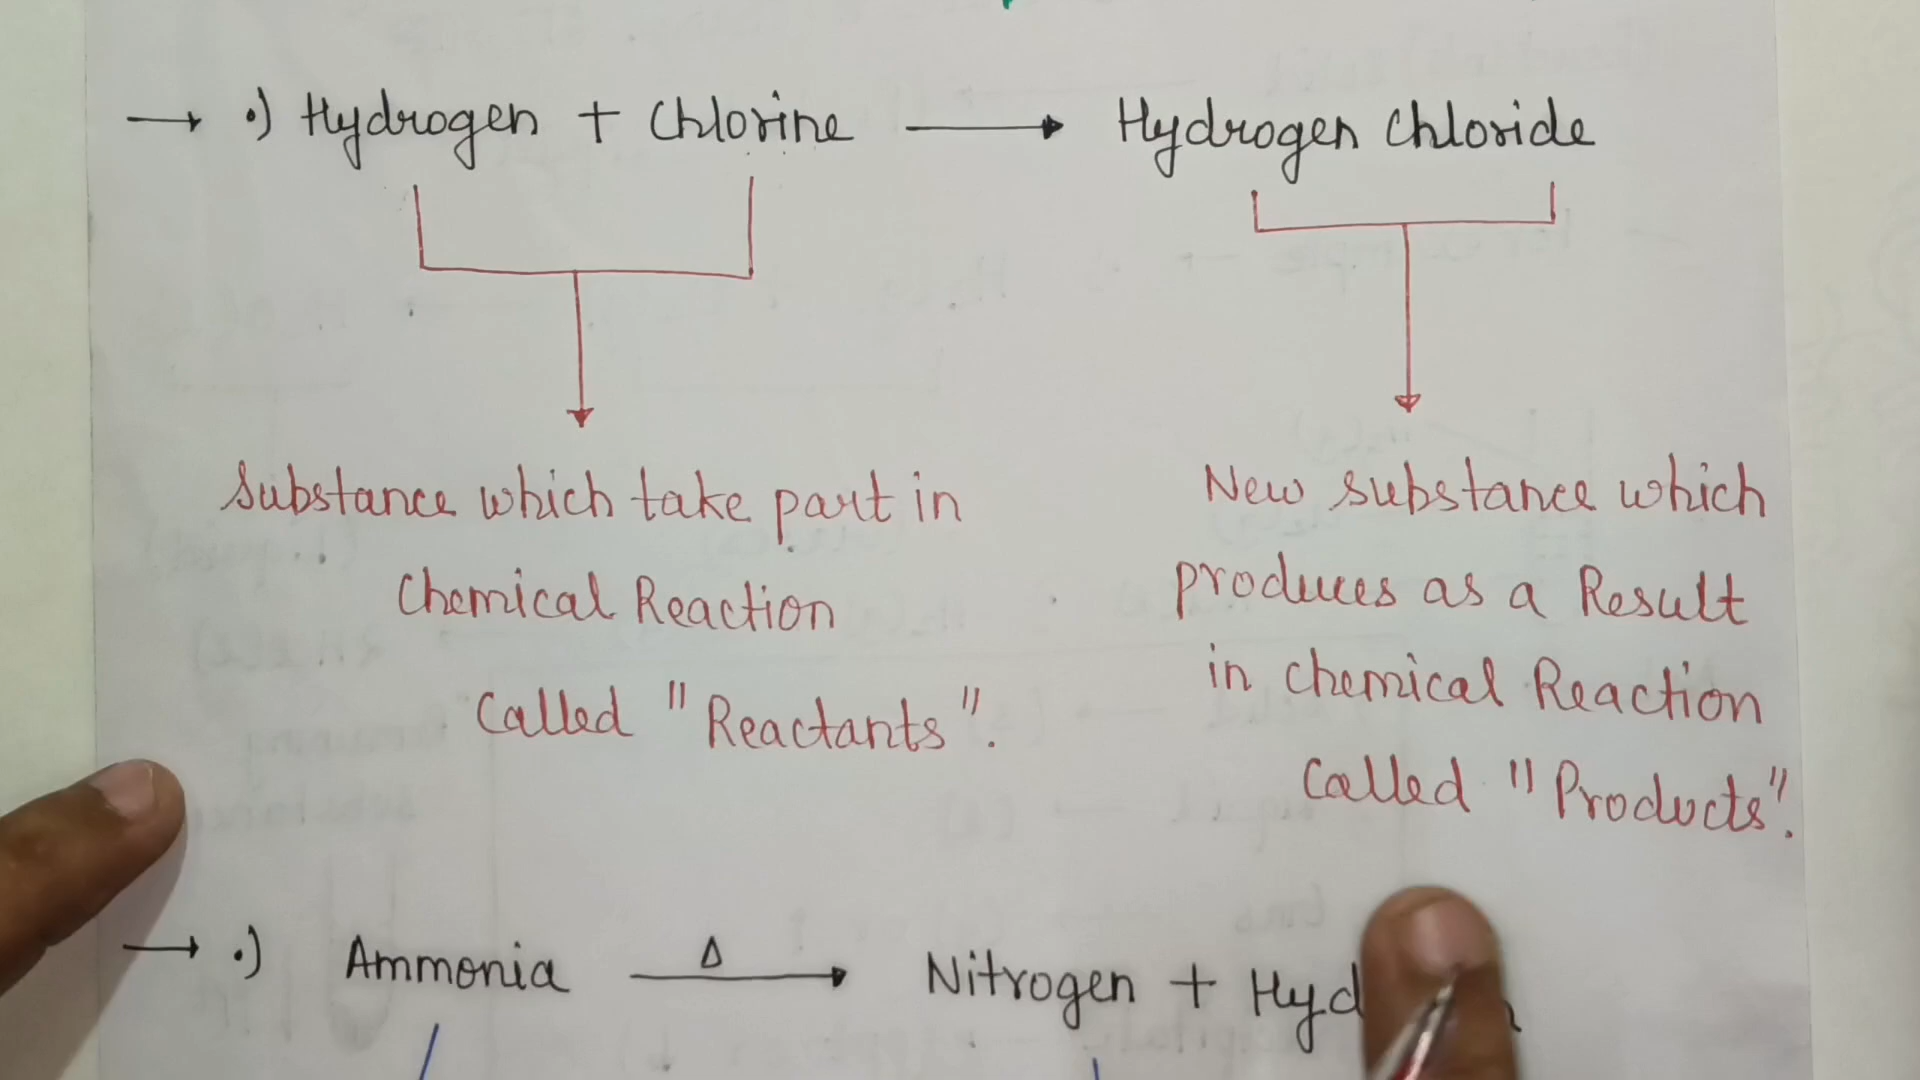 → •) Hydrogen + Chlorine → Hydrogen Chloride
Substance which take part in
Chemical Reaction
Called "Reactants".
New substance which
produces as a Result
in chemical Reaction
Called "Products".
→ •) Ammonia Δ → Nitrogen +